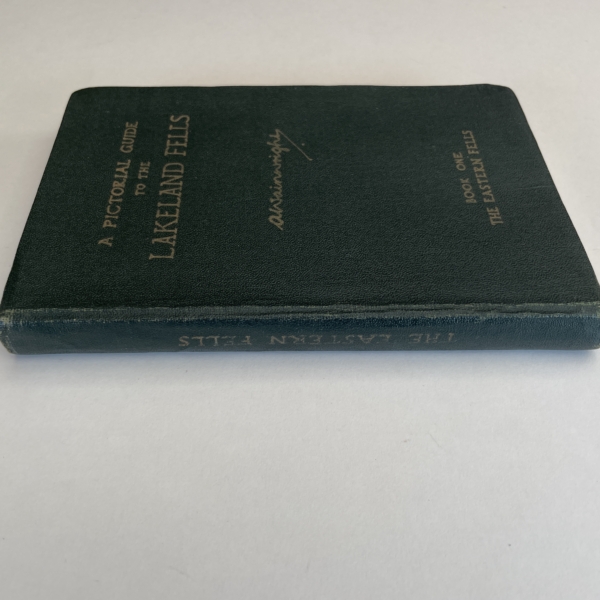 A PICTORIAL GUIDE
TO THE
LAKELAND FELLS
awainwright
BOOK ONE
THE EASTERN FELLS
THE EASTERN FELLS